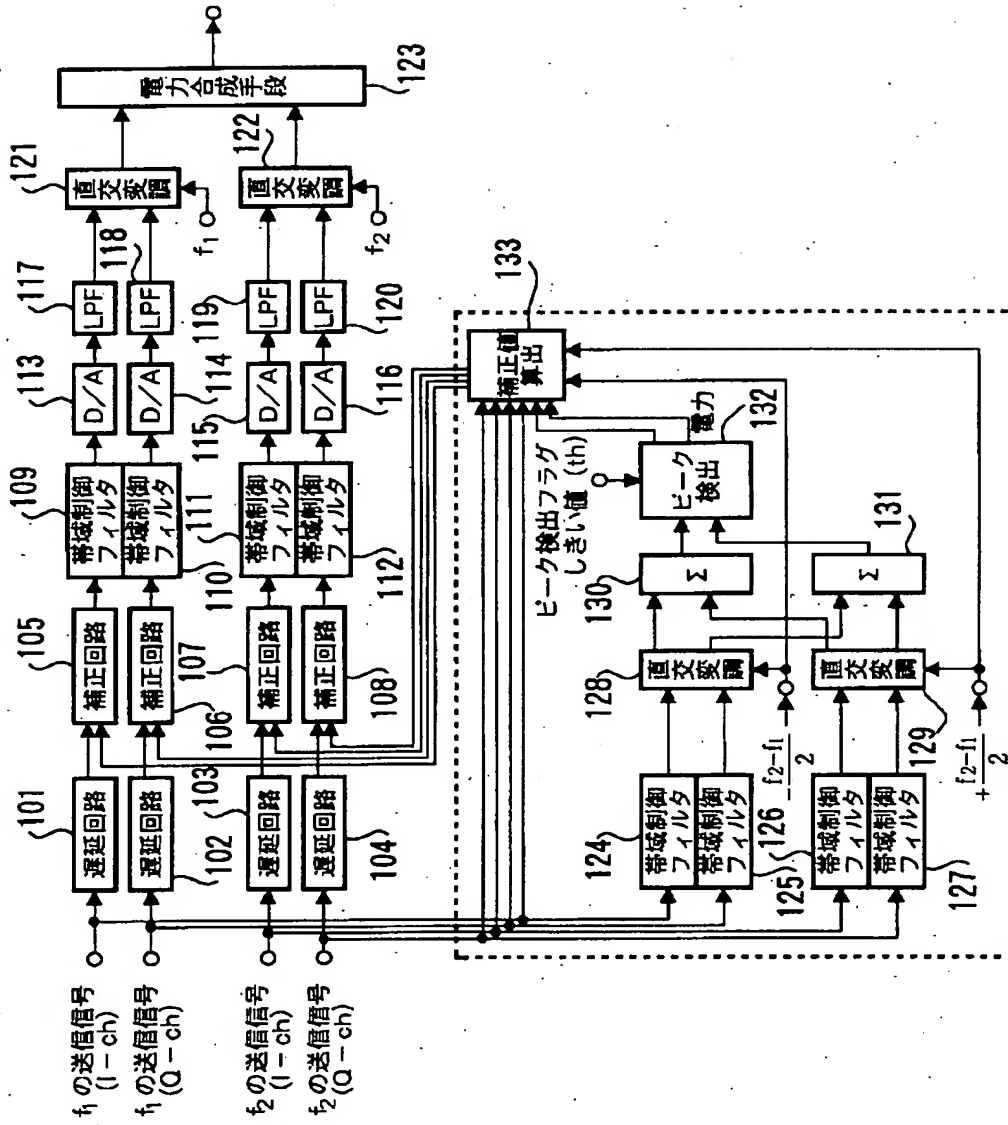 f₁ の送信信号
(I-ch)
f₁ の送信信号
(Q-ch)
f₂ の送信信号
(I-ch)
f₂ の送信信号
(Q-ch)
101
遅延回路
遅延回路
102
103
遅延回路
遅延回路
104
105
補正回路
補正回路
106
107
補正回路
補正回路
108
109
帯域制御
フィルタ
帯域制御
フィルタ
110
111
帯域制御
フィルタ
帯域制御
フィルタ
112
113
D/A
D/A
114
115
D/A
D/A
116
117
LPF
118
LPF
119
LPF
LPF
120
121
直交
変調
f₁
122
直交
変調
f₂
電力合成手段
123
133
補正値
算出
ピーク検出フラグ
しきい値 (th)
電力
132
ピーク
検出
130
Σ
131
Σ
128
直交
変調
直交
変調
129
124
帯域制御
フィルタ
帯域制御
フィルタ
125
126
帯域制御
フィルタ
帯域制御
フィルタ
127
− f₂−f₁
2
+ f₂−f₁
2